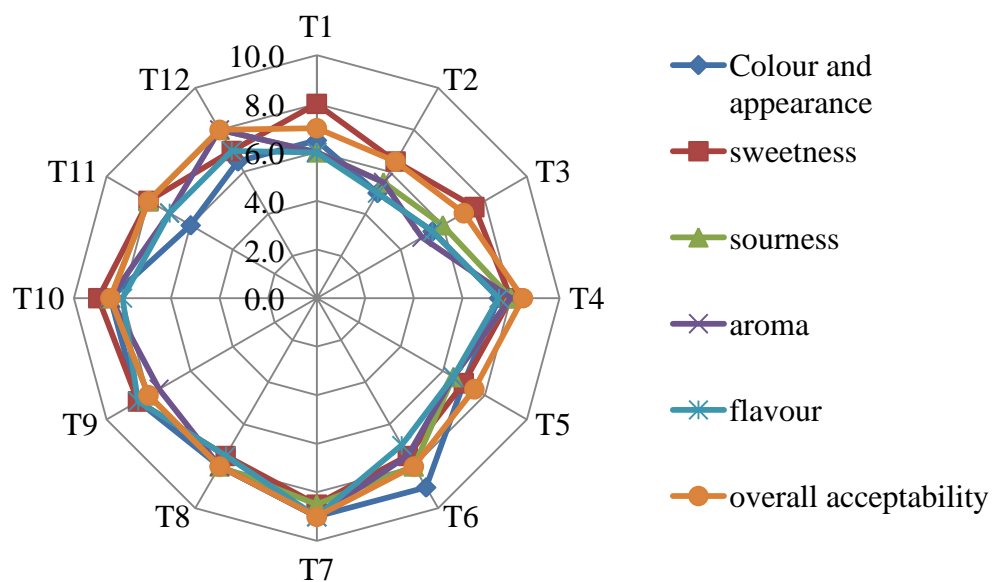 T1
10.0
T12
T2
8.0
6.0
T11
T3
4.0
2.0
T10
0.0
T4
T9
T5
T8
T6
T7
Colour and
appearance
sweetness
sourness
aroma
flavour
overall acceptability